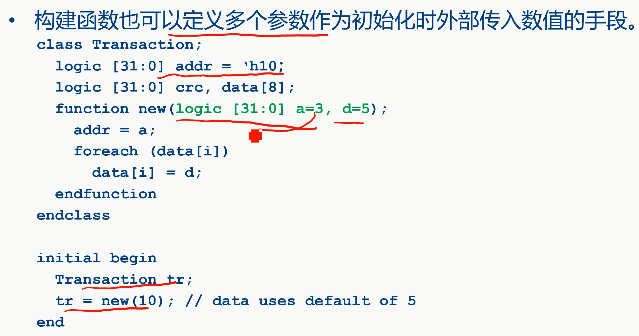 • 构建函数也可以定义多个参数作为初始化时外部传入数值的手段。
class Transaction;
logic [31:0] addr = 'h10;
logic [31:0] crc, data[8];
function new(logic [31:0] a=3, d=5);
addr = a;
foreach (data[i])
data[i] = d;
endfunction
endclass
initial begin
Transaction tr;
tr = new(10); // data uses default of 5
end